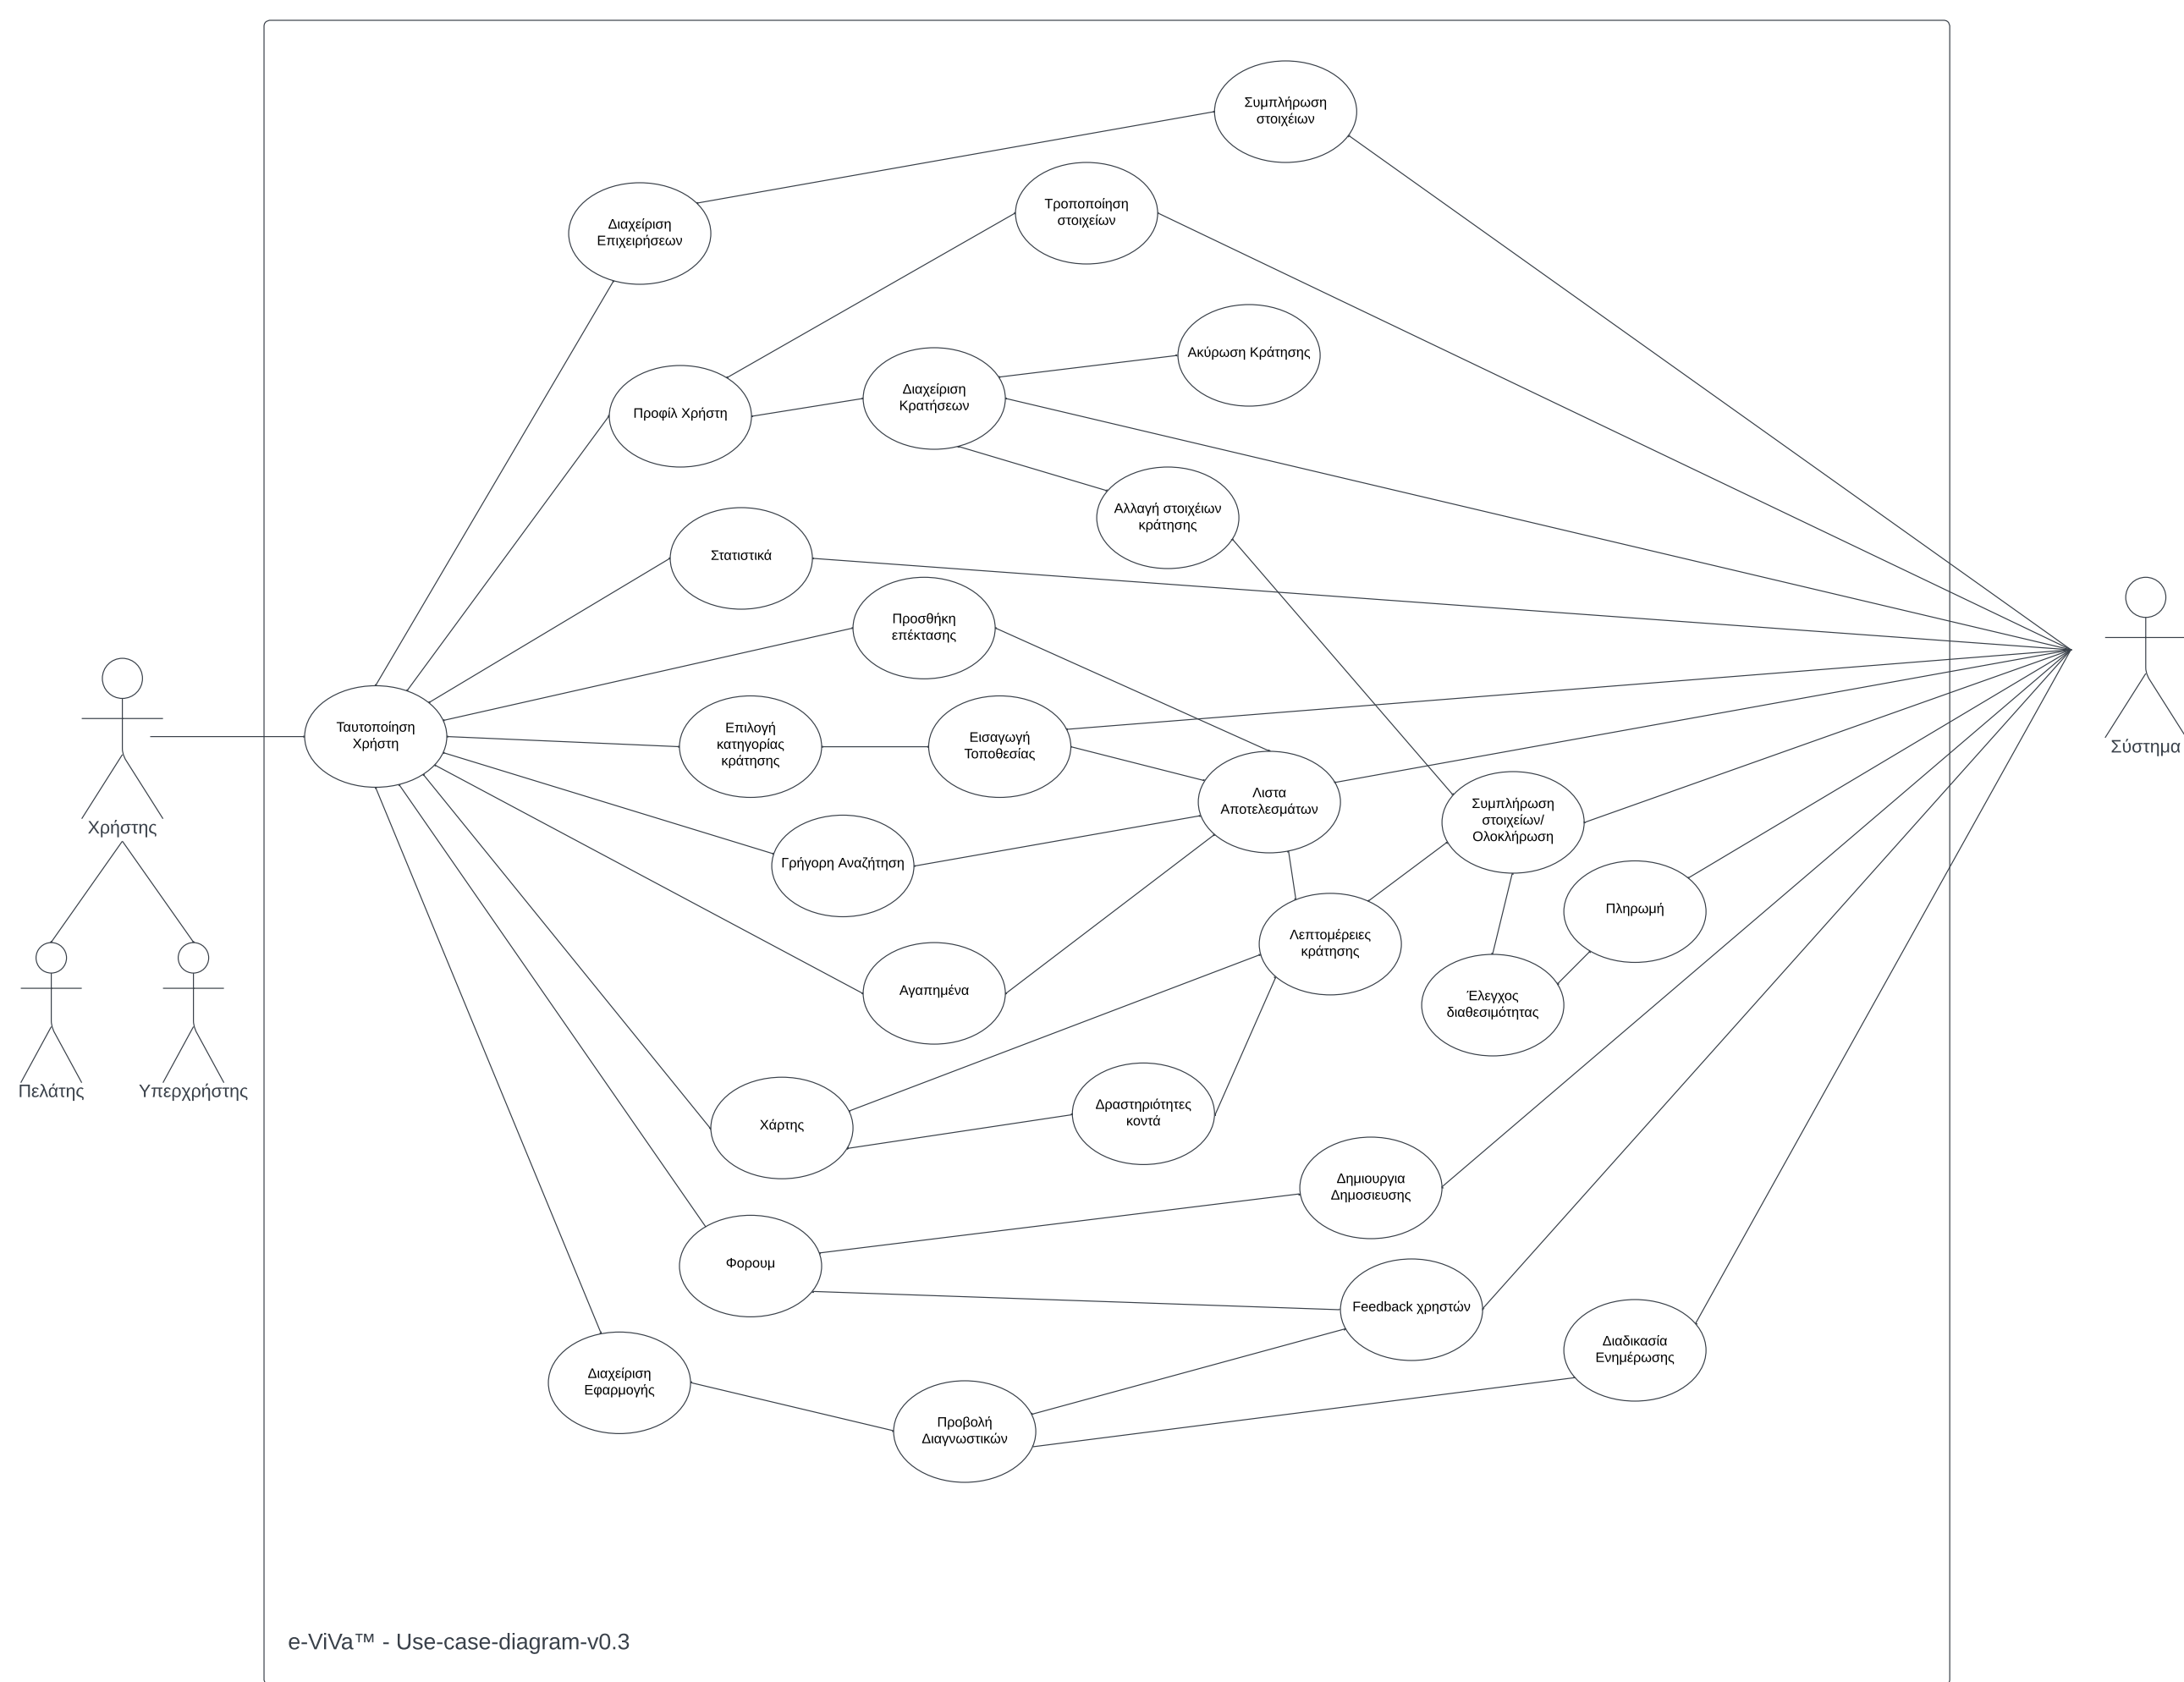 Συμπλήρωση
στοιχέιων
Τροποποίηση
στοιχείων
Διαχείριση
Επιχειρήσεων
Ακύρωση Κράτησης
Διαχείριση
Κρατήσεων
Προφίλ Χρήστη
Αλλαγή στοιχέιων
κράτησης
Στατιστικά
Προσθήκη
επέκτασης
Ταυτοποίηση
Χρήστη
Επιλογή
κατηγορίας
κράτησης
Εισαγωγή
Τοποθεσίας
Σύστημα
Λιστα
Αποτελεσμάτων
Συμπλήρωση
στοιχείων/
Ολοκλήρωση
Χρήστης
Γρήγορη Αναζήτηση
Πληρωμή
Λεπτομέρειες
κράτησης
Αγαπημένα
Έλεγχος
διαθεσιμότητας
Πελάτης
Υπερχρήστης
Χάρτης
Δραστηριότητες
κοντά
Δημιουργια
Δημοσιευσης
Φορουμ
Feedback χρηστών
Διαδικασία
Ενημέρωσης
Διαχείριση
Εφαρμογής
Προβολή
Διαγνωστικών
e-ViVa™ - Use-case-diagram-v0.3